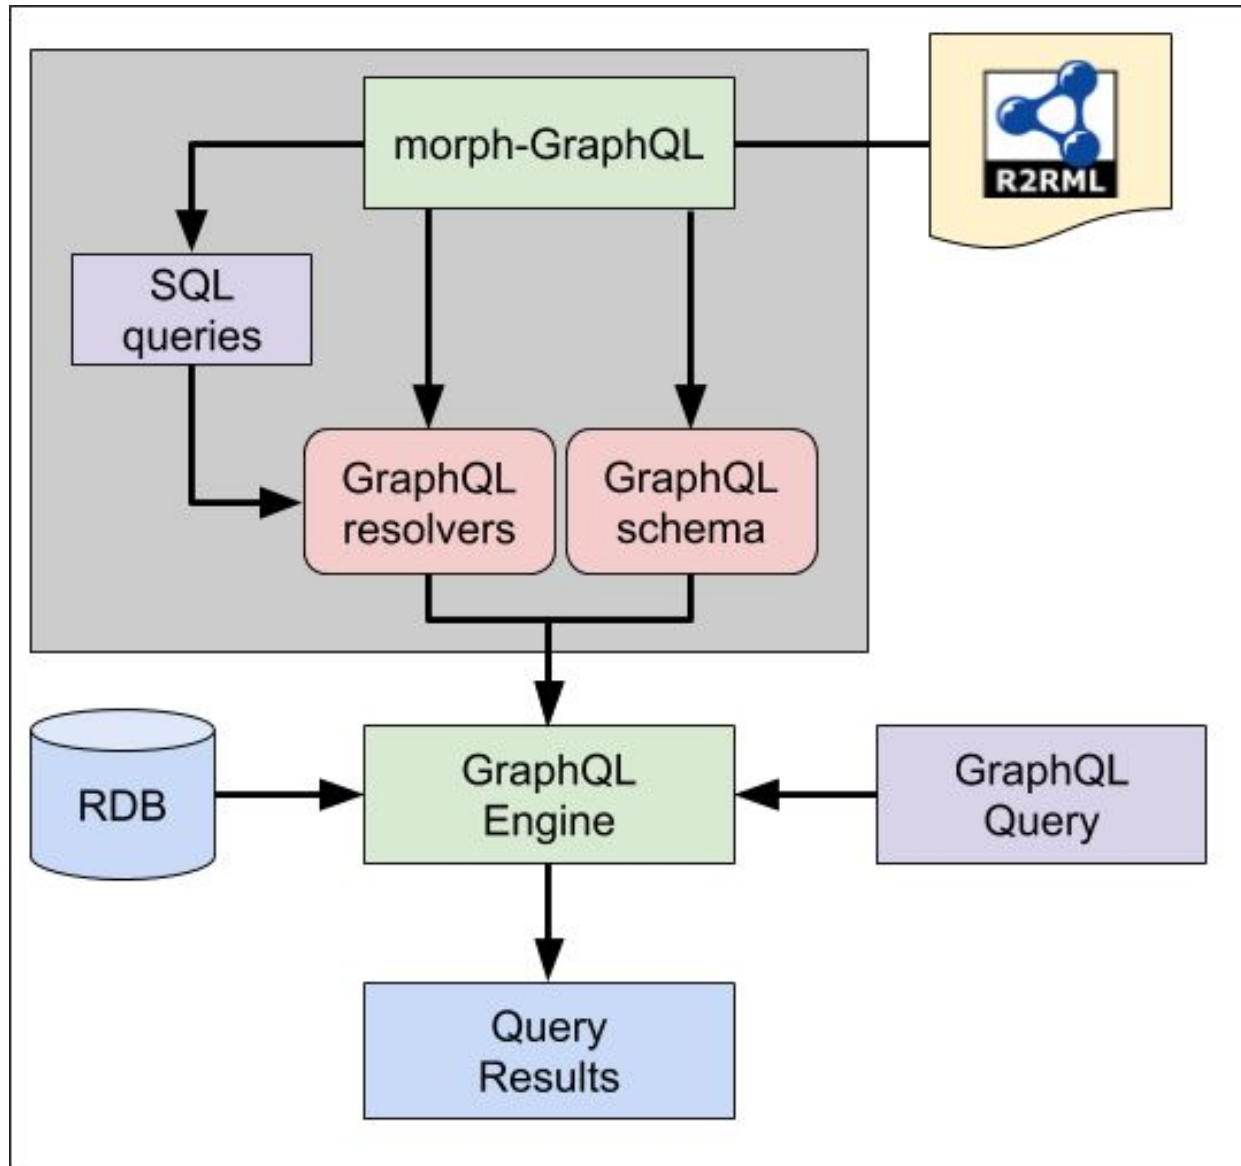 morph-GraphQL
R2RML
SQL
queries
GraphQL
resolvers
GraphQL
schema
RDB
GraphQL
Engine
GraphQL
Query
Query
Results